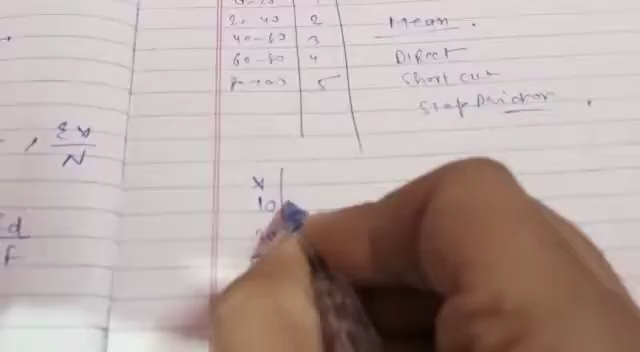 20-40 2
40-60 3
60-80 4
80-100 5
Mean.
Direct
Short cut
Step Diviation.
, Σx
N
d
f
x
10